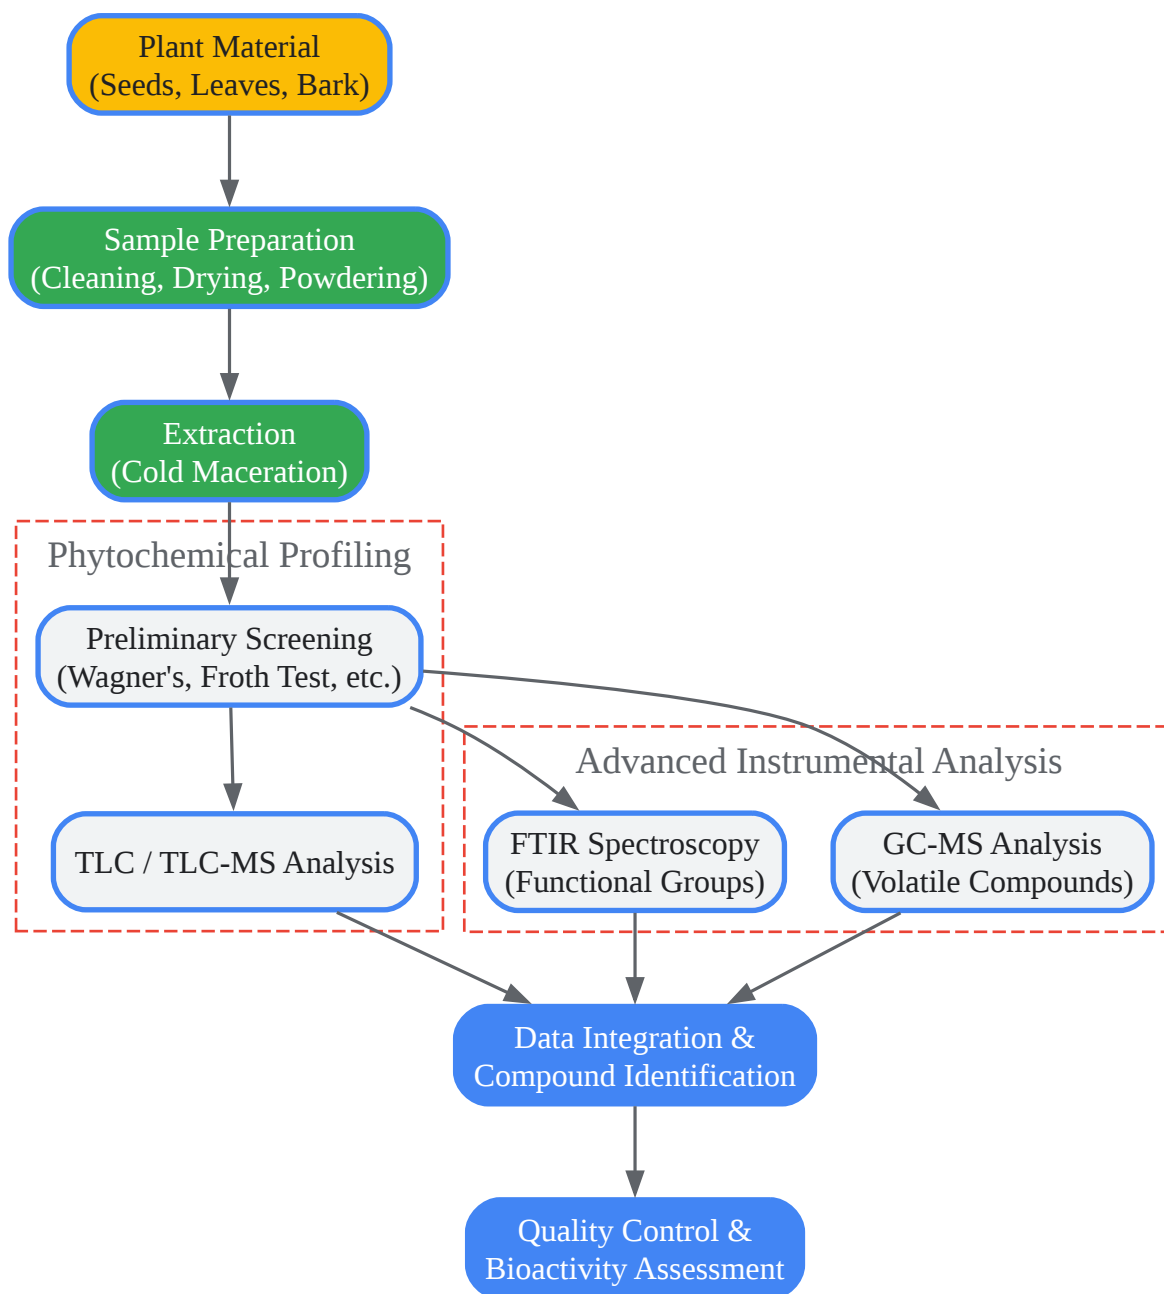 Plant Material
(Seeds, Leaves, Bark)
Sample Preparation
(Cleaning, Drying, Powdering)
Extraction
(Cold Maceration)
Phytochemical Profiling
Preliminary Screening
(Wagner's, Froth Test, etc.)
TLC / TLC-MS Analysis
Advanced Instrumental Analysis
FTIR Spectroscopy
(Functional Groups)
GC-MS Analysis
(Volatile Compounds)
Data Integration &
Compound Identification
Quality Control &
Bioactivity Assessment